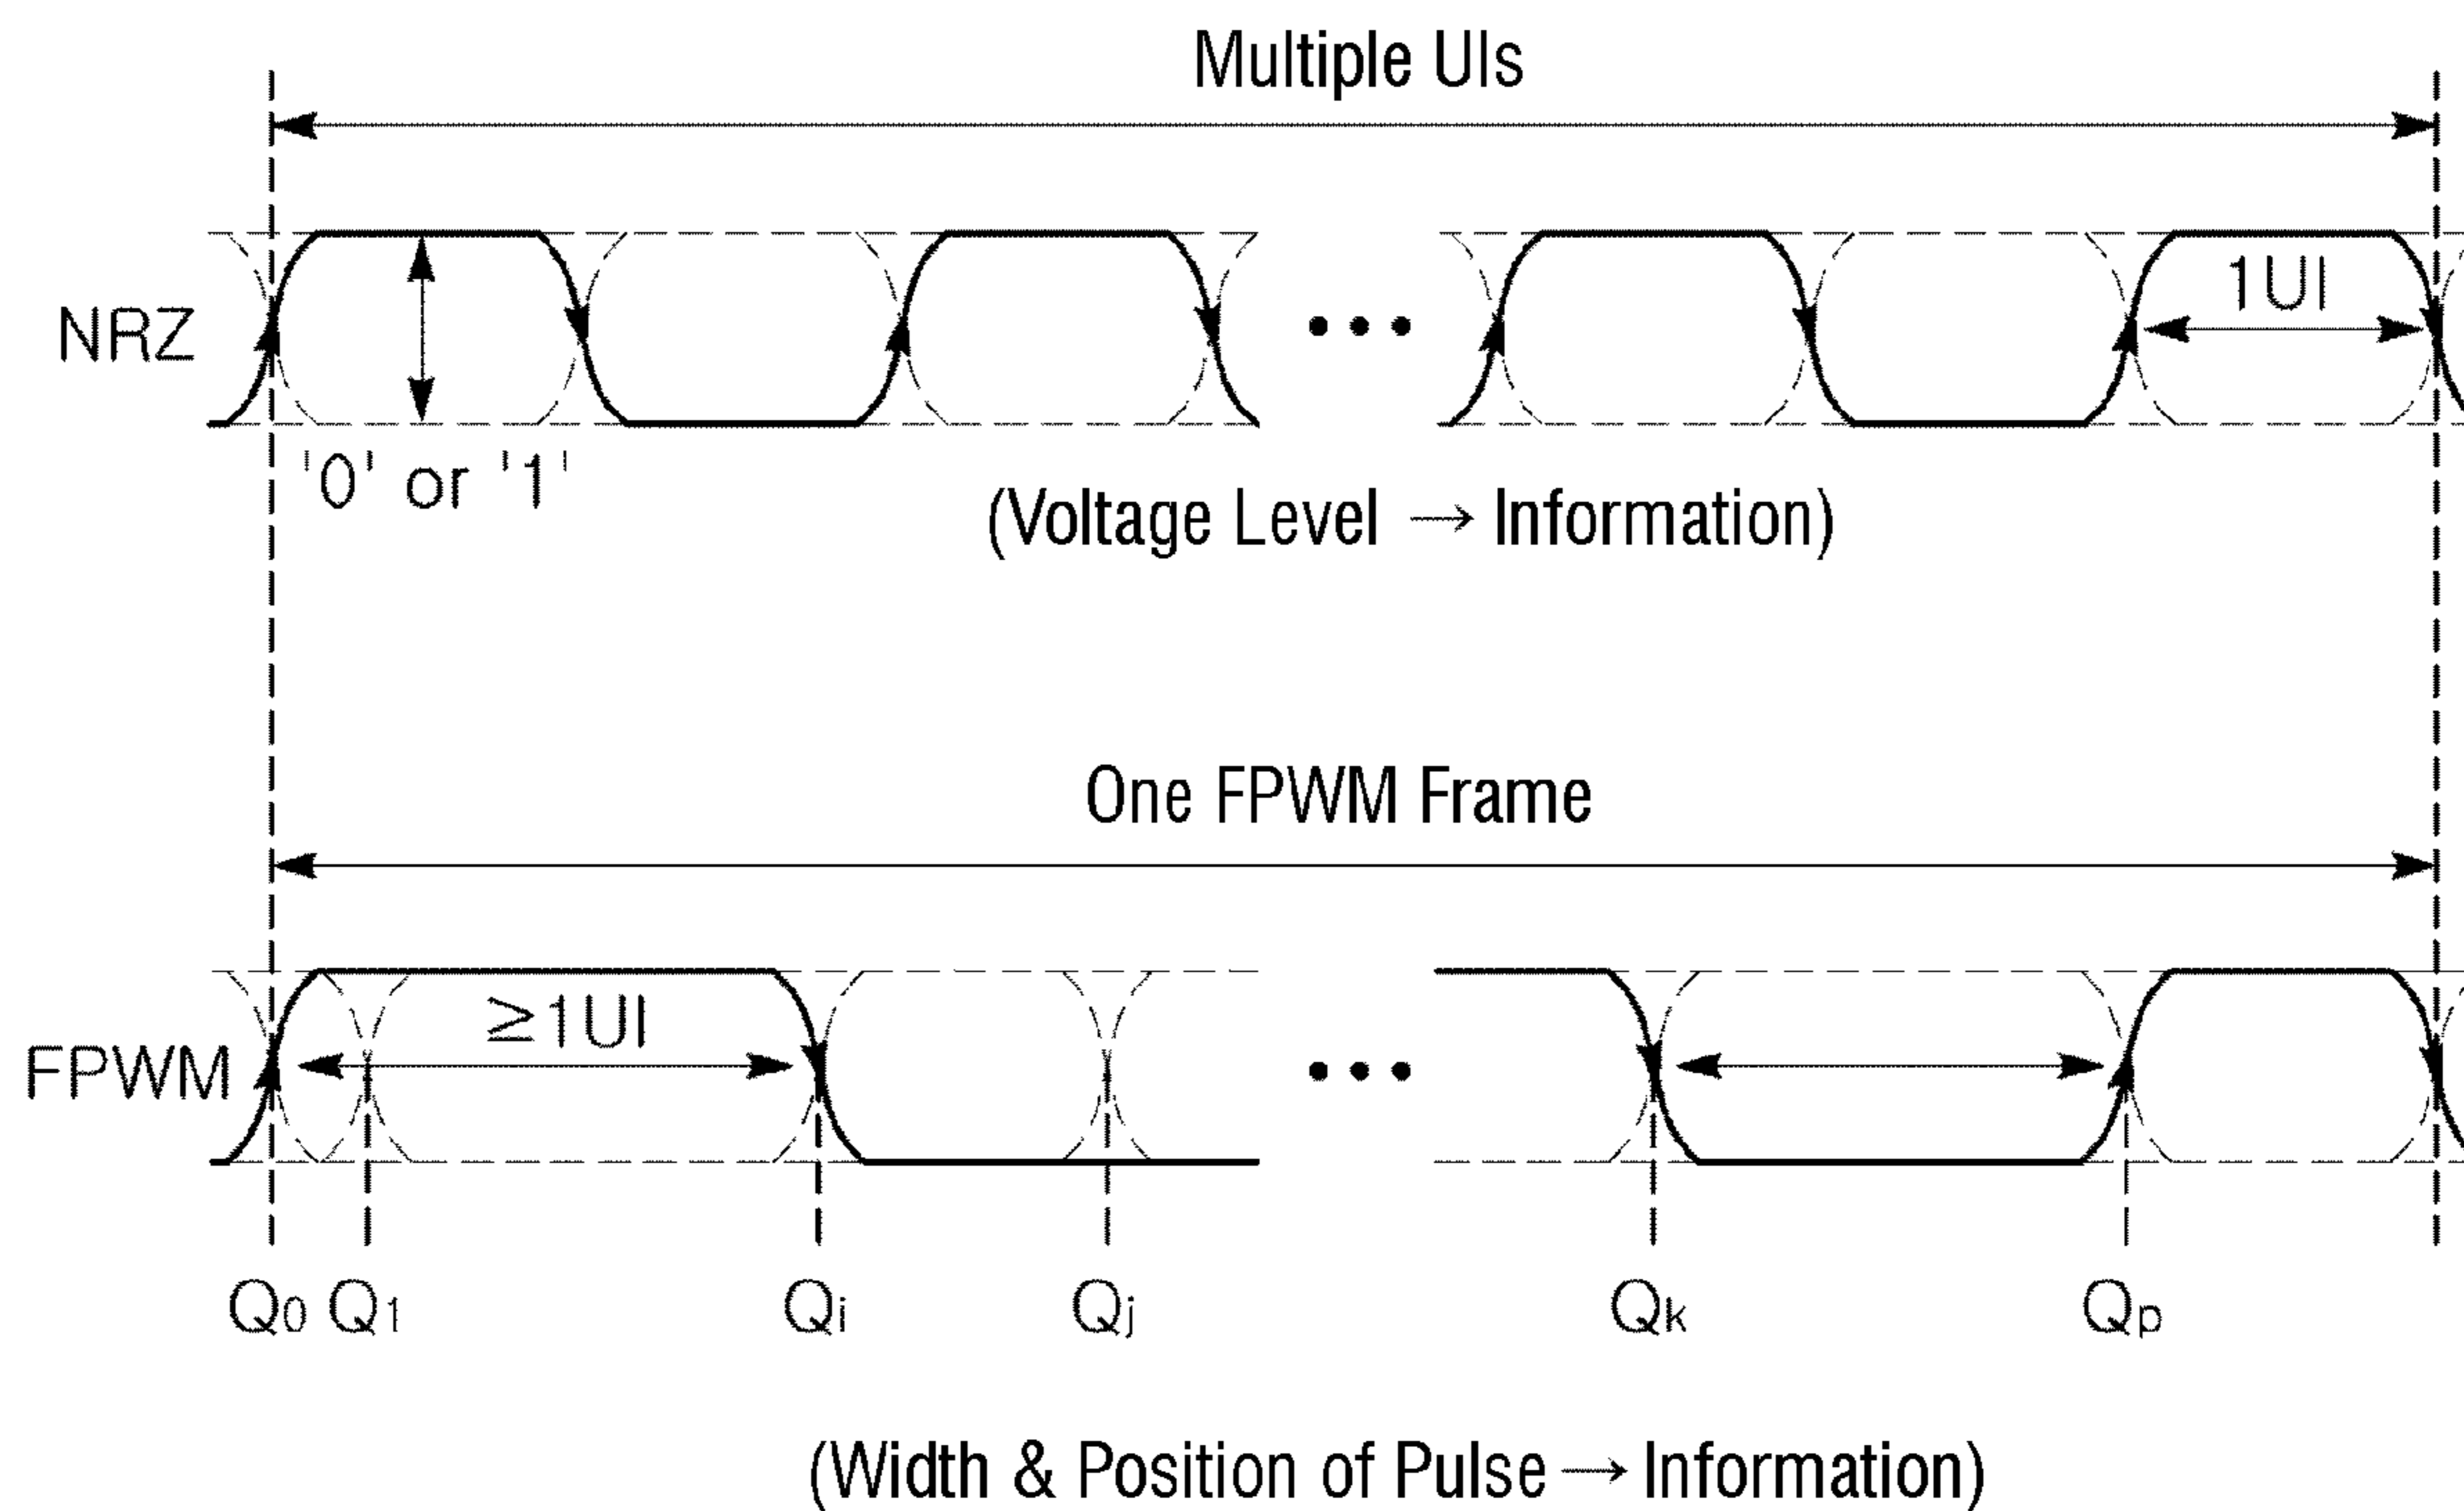 Multiple UIs
NRZ
1UI
'0' or '1'
(Voltage Level → Information)
One FPWM Frame
FPWM
≥1UI
Q0 Q1 Qi Qj Qk Qp
(Width & Position of Pulse → Information)